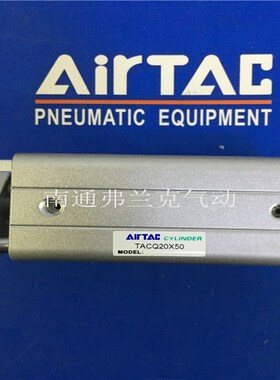 AirTAC
PNEUMATIC EQUIPMENT
南通弗兰克气动
AirTAC CYLINDER
TACQ20X50
MODEL: